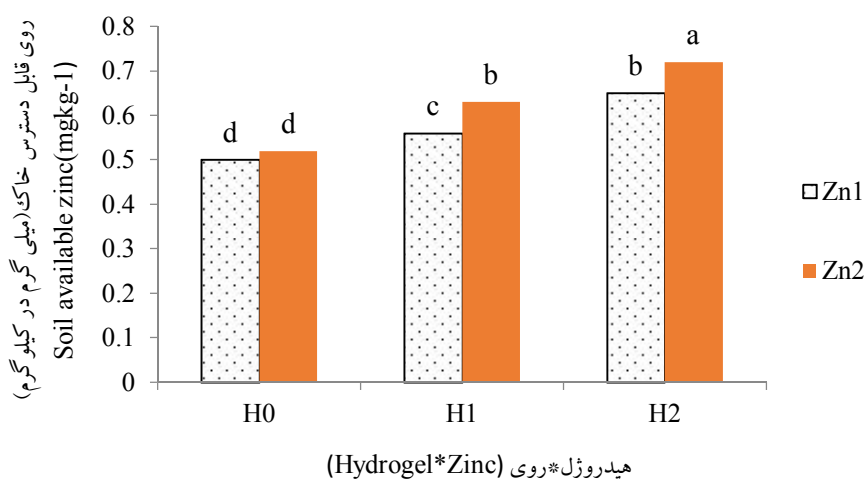 روی قابل دسترس خاک(میلی گرم در کیلوگرم)
Soil available zinc(mgkg-1)
0.8
0.7
0.6
0.5
0.4
0.3
0.2
0.1
0
d
d
c
b
b
a
H0
H1
H2
Zn1
Zn2
هیدروژل*روی (Hydrogel*Zinc)